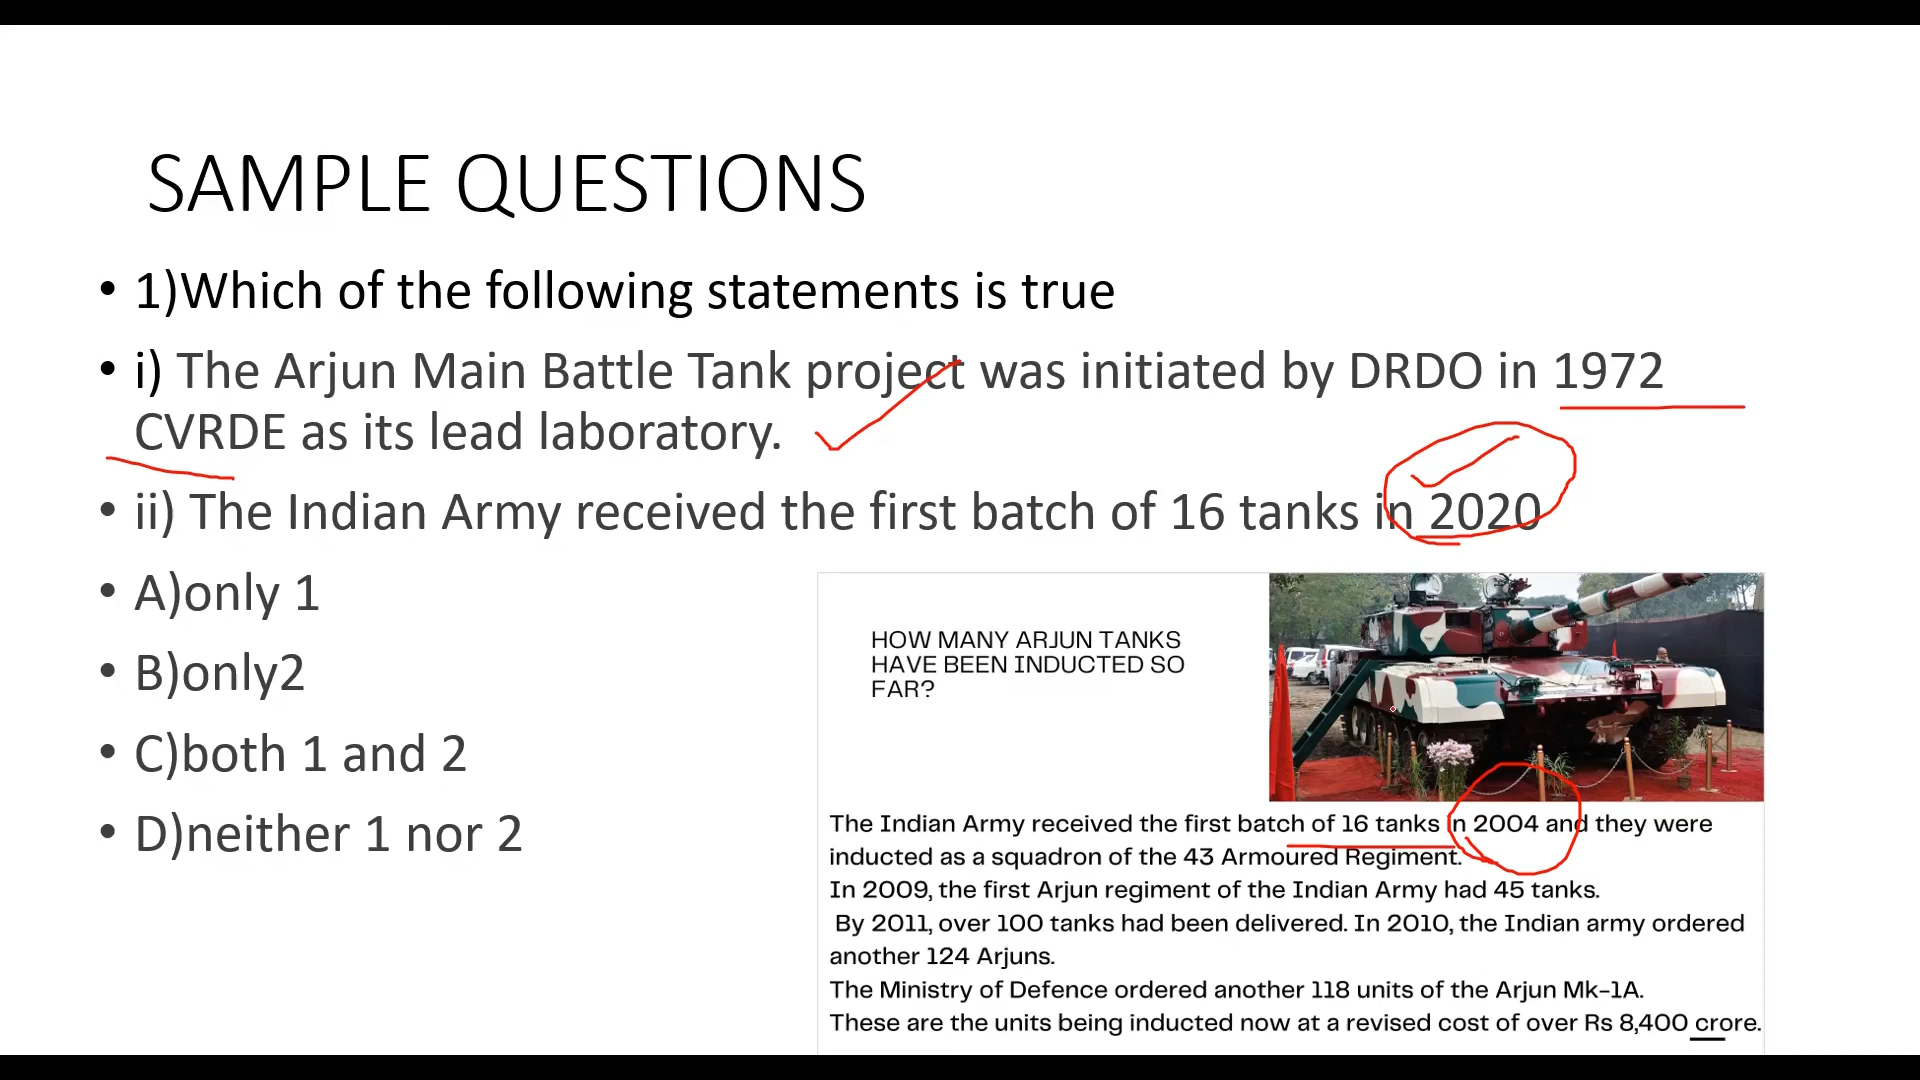 SAMPLE QUESTIONS
• 1)Which of the following statements is true
• i) The Arjun Main Battle Tank project was initiated by DRDO in 1972
CVRDE as its lead laboratory.
• ii) The Indian Army received the first batch of 16 tanks in 2020
• A)only 1
• B)only2
• C)both 1 and 2
• D)neither 1 nor 2
HOW MANY ARJUN TANKS
HAVE BEEN INDUCTED SO
FAR?
The Indian Army received the first batch of 16 tanks in 2004 and they were
inducted as a squadron of the 43 Armoured Regiment.
In 2009, the first Arjun regiment of the Indian Army had 45 tanks.
By 2011, over 100 tanks had been delivered. In 2010, the Indian army ordered
another 124 Arjuns.
The Ministry of Defence ordered another 118 units of the Arjun Mk-1A.
These are the units being inducted now at a revised cost of over Rs 8,400 crore.